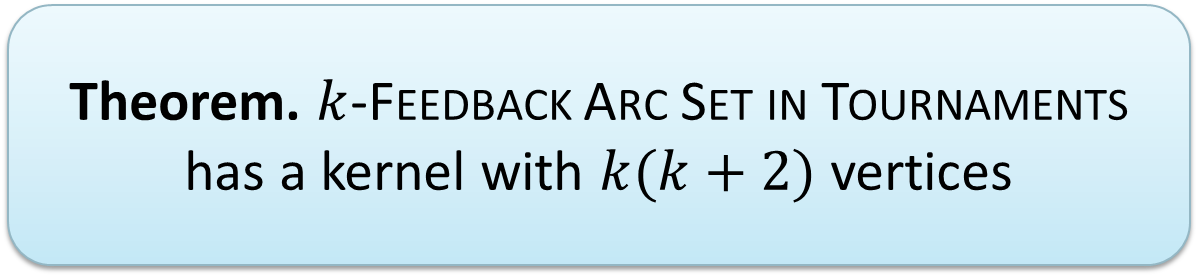 Theorem. k-FEEDBACK ARC SET IN TOURNAMENTS
has a kernel with k(k + 2) vertices